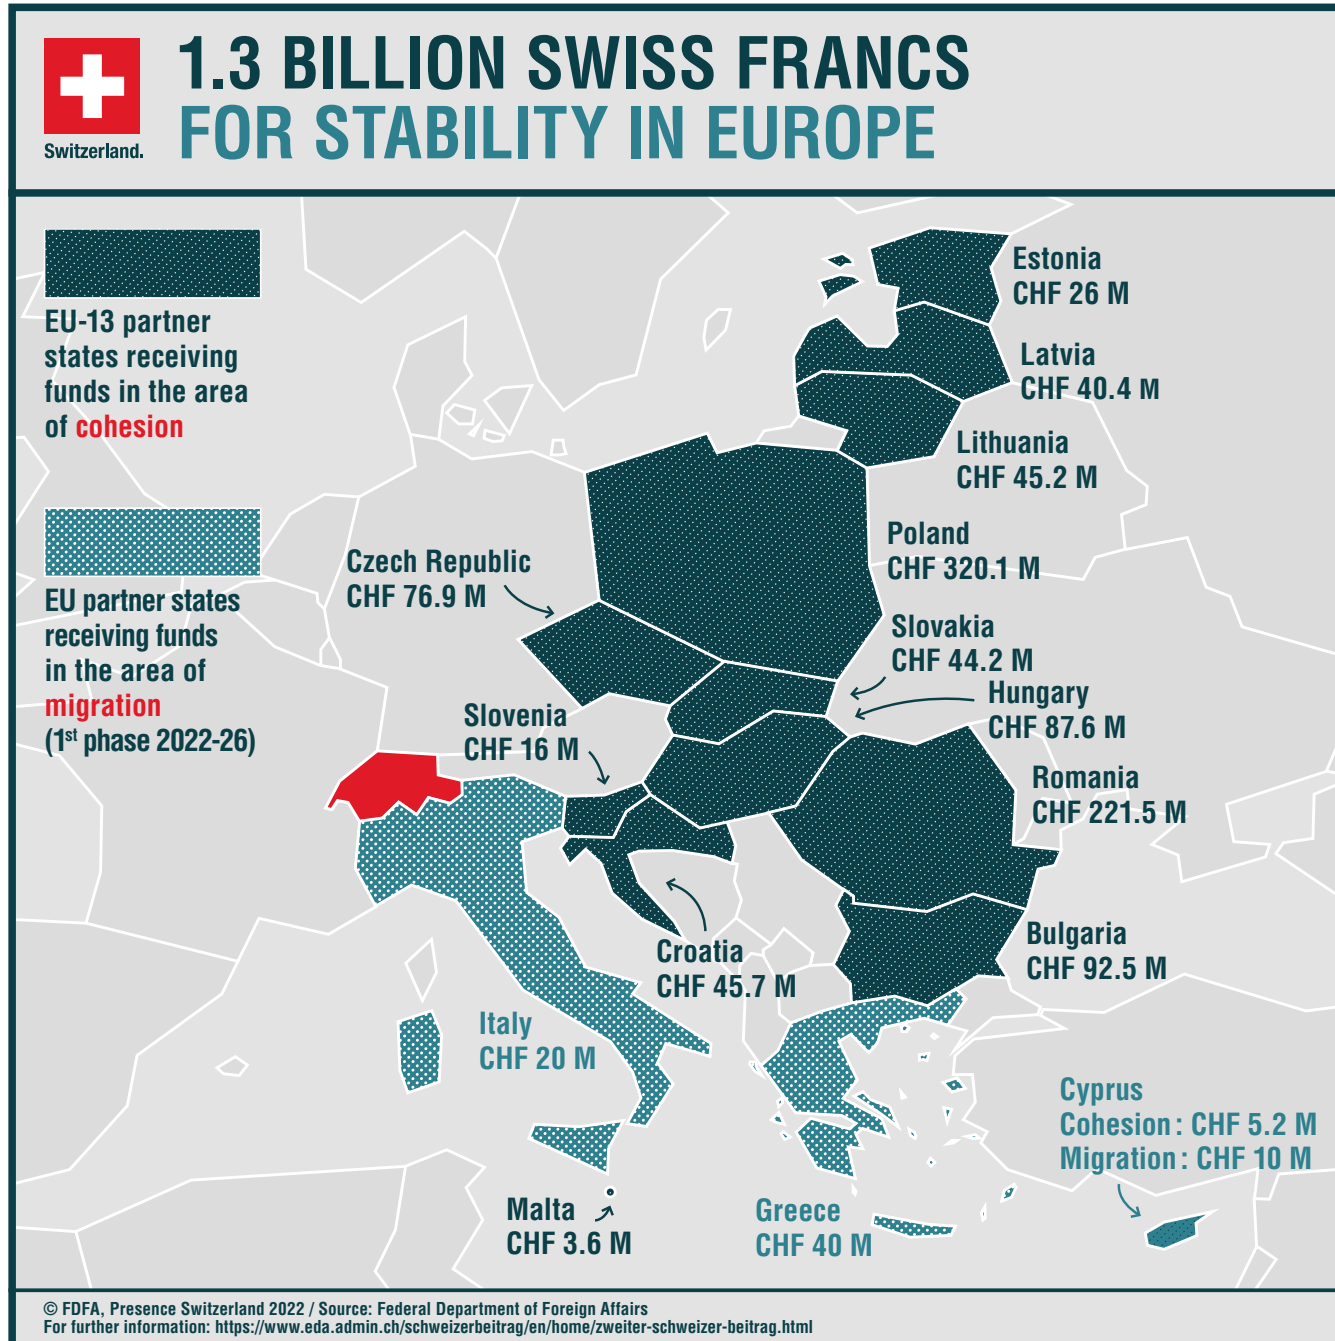 Switzerland.
1.3 BILLION SWISS FRANCS
FOR STABILITY IN EUROPE
EU-13 partner
states receiving
funds in the area
of cohesion
EU partner states
receiving funds
in the area of
migration
(1st phase 2022-26)
Estonia
CHF 26 M
Latvia
CHF 40.4 M
Lithuania
CHF 45.2 M
Poland
CHF 320.1 M
Czech Republic
CHF 76.9 M
Slovakia
CHF 44.2 M
Hungary
CHF 87.6 M
Slovenia
CHF 16 M
Romania
CHF 221.5 M
Bulgaria
CHF 92.5 M
Croatia
CHF 45.7 M
Italy
CHF 20 M
Cyprus
Cohesion: CHF 5.2 M
Migration: CHF 10 M
Malta
CHF 3.6 M
Greece
CHF 40 M
© FDFA, Presence Switzerland 2022 / Source: Federal Department of Foreign Affairs
For further information: https://www.eda.admin.ch/schweizerbeitrag/en/home/zweiter-schweizer-beitrag.html